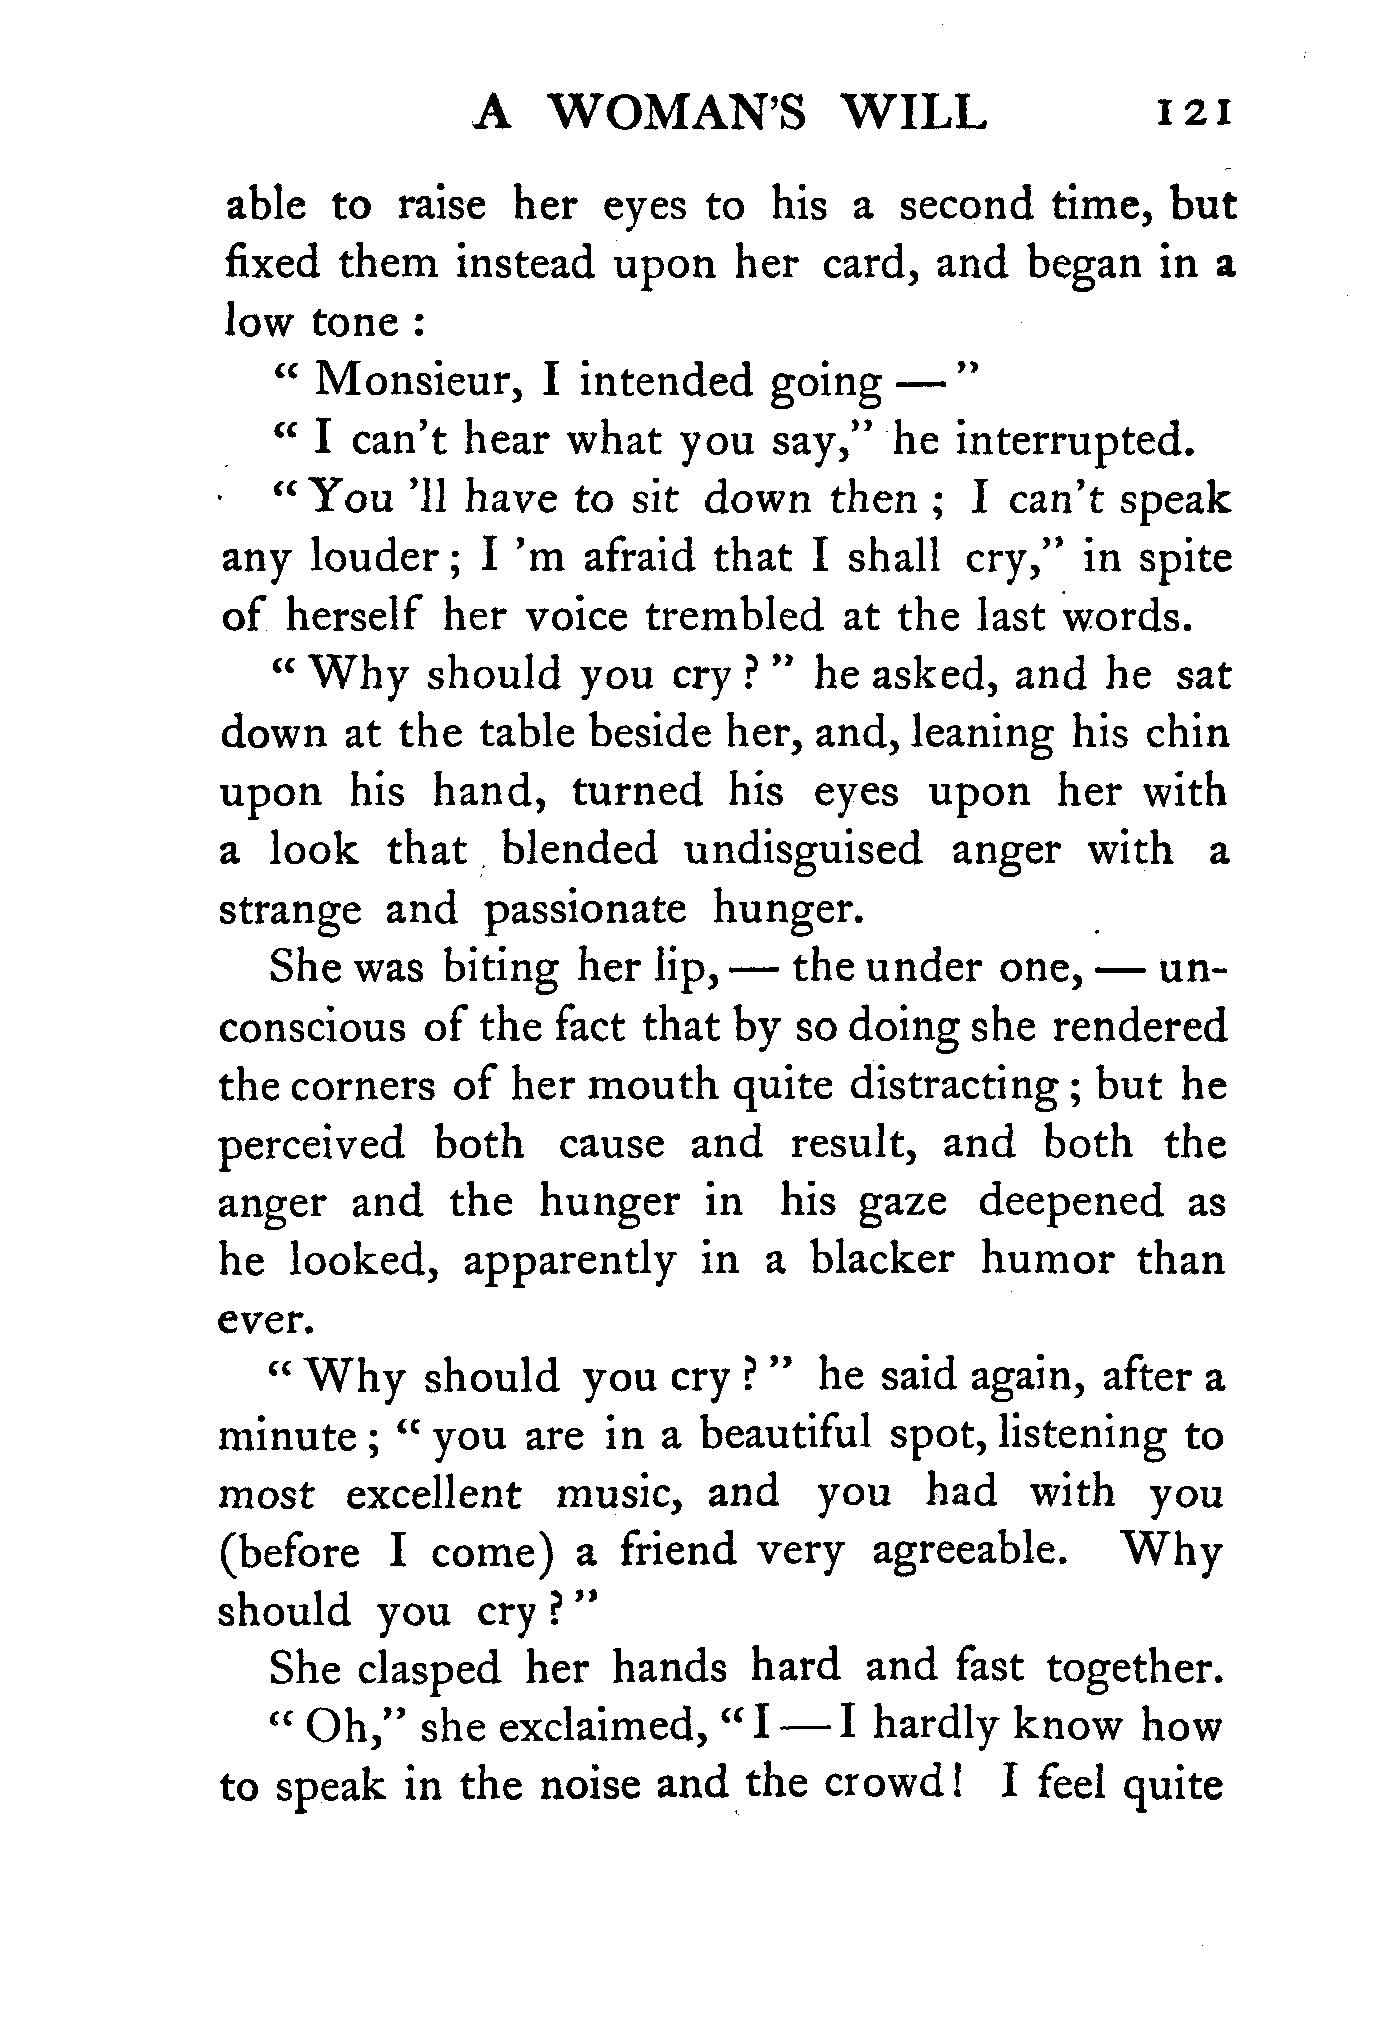 A WOMAN'S WILL 121
able to raise her eyes to his a second time, but
fixed them instead upon her card, and began in a
low tone :
“ Monsieur, I intended going — ”
“ I can't hear what you say,” he interrupted.
“ You 'll have to sit down then ; I can't speak
any louder ; I 'm afraid that I shall cry,” in spite
of herself her voice trembled at the last words.
“ Why should you cry ? ” he asked, and he sat
down at the table beside her, and, leaning his chin
upon his hand, turned his eyes upon her with
a look that blended undisguised anger with a
strange and passionate hunger.
She was biting her lip, — the under one, — un-
conscious of the fact that by so doing she rendered
the corners of her mouth quite distracting ; but he
perceived both cause and result, and both the
anger and the hunger in his gaze deepened as
he looked, apparently in a blacker humor than
ever.
“ Why should you cry ? ” he said again, after a
minute ; “ you are in a beautiful spot, listening to
most excellent music, and you had with you
(before I come) a friend very agreeable. Why
should you cry ? ”
She clasped her hands hard and fast together.
“ Oh,” she exclaimed, “ I — I hardly know how
to speak in the noise and the crowd ! I feel quite